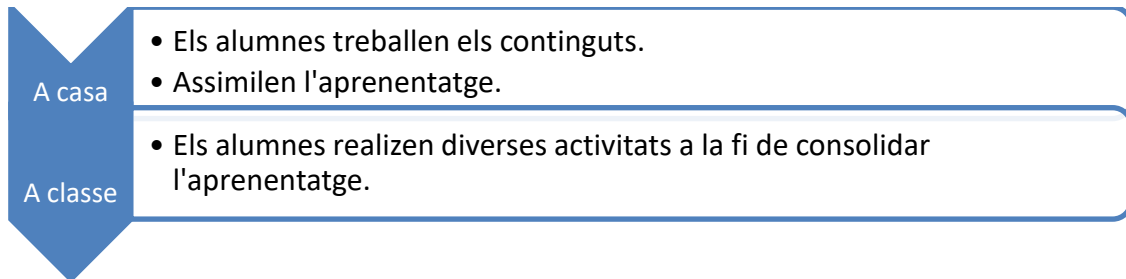 A casa
• Els alumnes treballen els continguts.
• Assimilen l'aprenentatge.
A classe
• Els alumnes realizen diverses activitats a la fi de consolidar
l'aprenentatge.